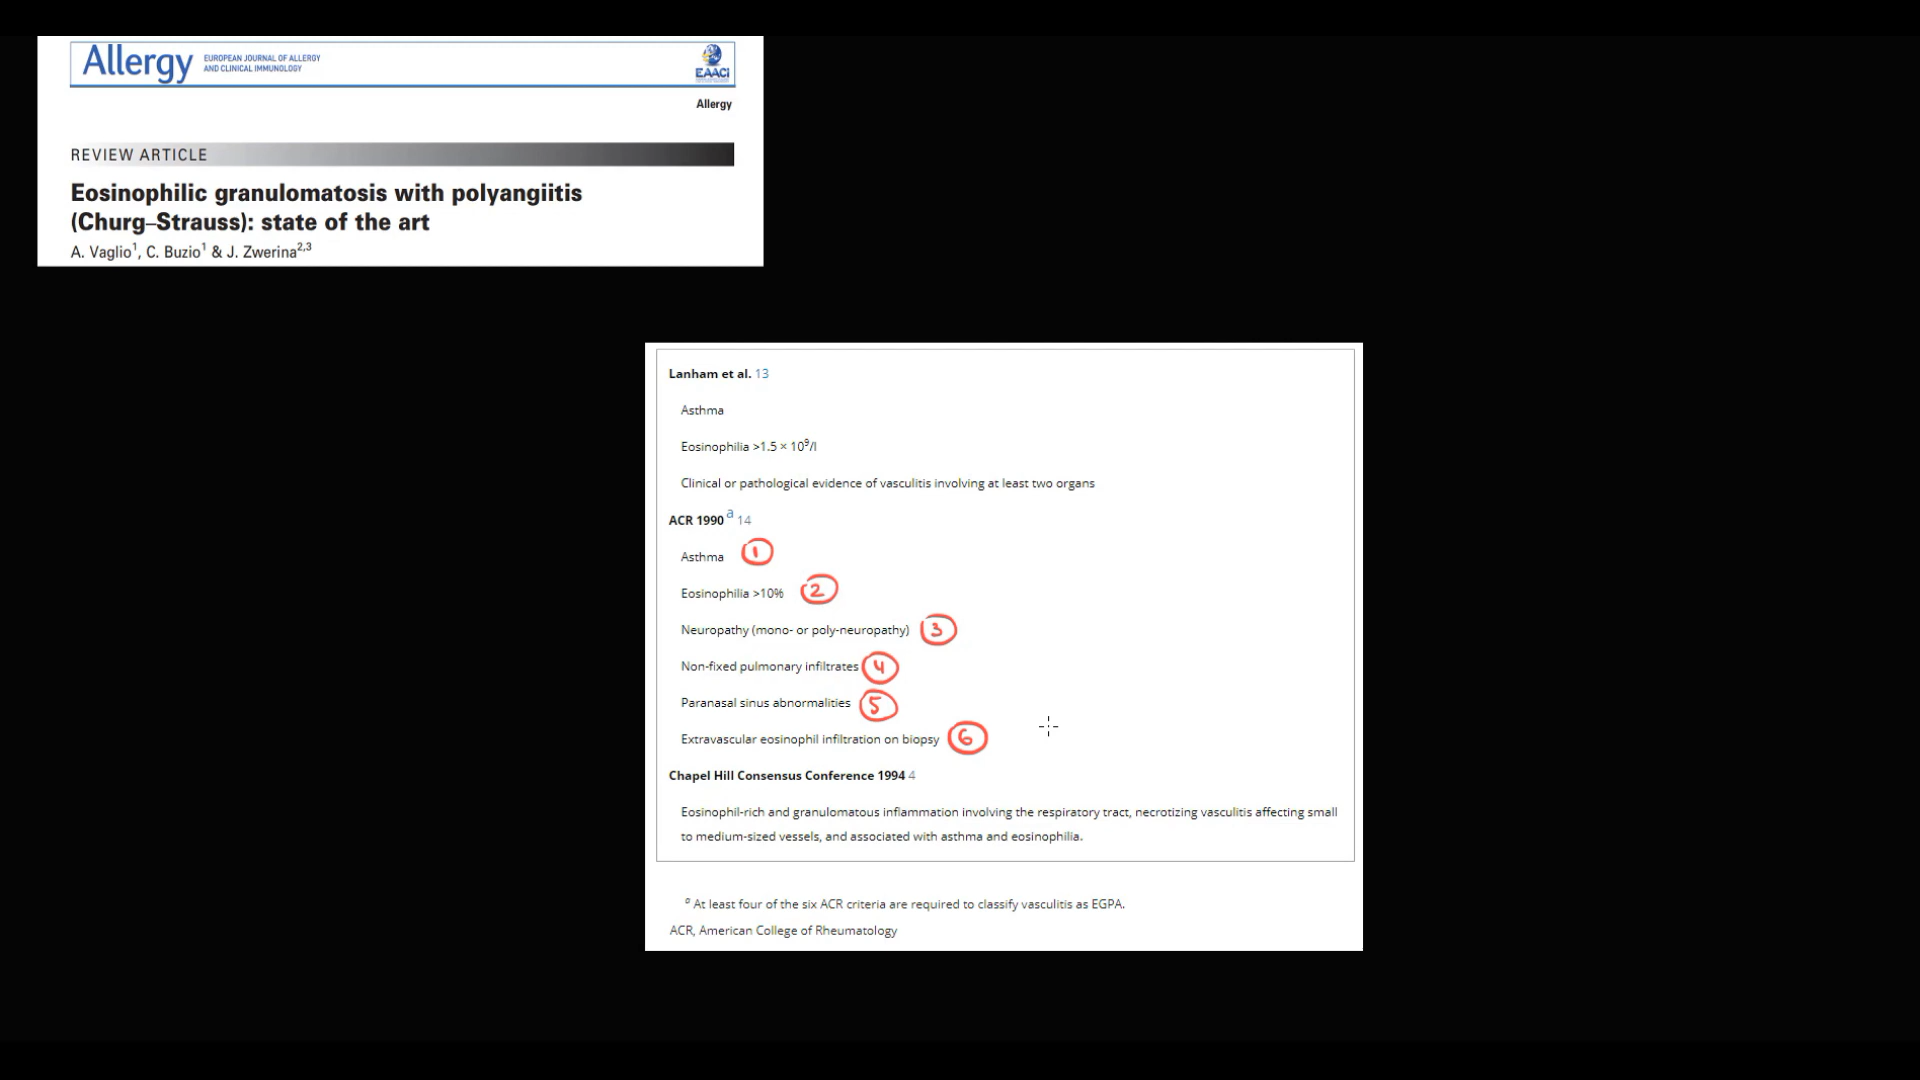 Allergy EUROPEAN JOURNAL OF ALLERGY
AND CLINICAL IMMUNOLOGY
EAACI
Allergy
REVIEW ARTICLE
Eosinophilic granulomatosis with polyangiitis
(Churg–Strauss): state of the art
A. Vaglio¹, C. Buzio¹ & J. Zwerina²,³
Lanham et al. 13
Asthma
Eosinophilia >1.5 × 10⁹/l
Clinical or pathological evidence of vasculitis involving at least two organs
ACR 1990 ᵃ 14
Asthma 1
Eosinophilia >10% 2
Neuropathy (mono- or poly-neuropathy) 3
Non-fixed pulmonary infiltrates 4
Paranasal sinus abnormalities 5
Extravascular eosinophil infiltration on biopsy 6
Chapel Hill Consensus Conference 1994 4
Eosinophil-rich and granulomatous inflammation involving the respiratory tract, necrotizing vasculitis affecting small
to medium-sized vessels, and associated with asthma and eosinophilia.
ᵃ At least four of the six ACR criteria are required to classify vasculitis as EGPA.
ACR, American College of Rheumatology